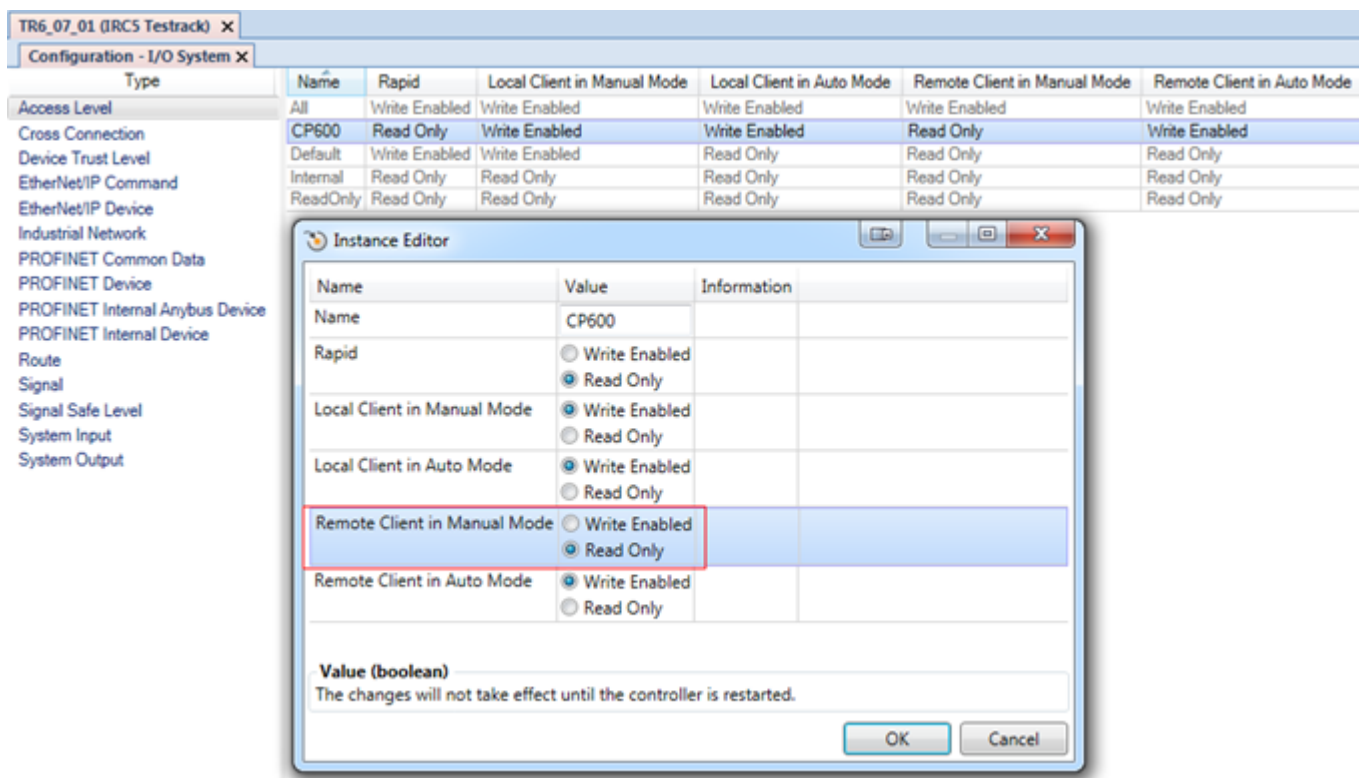 TR6_07_01 (IRC5 Testrack) X
Configuration - I/O System X
Type
Access Level
Cross Connection
Device Trust Level
EtherNet/IP Command
EtherNet/IP Device
Industrial Network
PROFINET Common Data
PROFINET Device
PROFINET Internal Anybus Device
PROFINET Internal Device
Route
Signal
Signal Safe Level
System Input
System Output
Name Rapid Local Client in Manual Mode Local Client in Auto Mode Remote Client in Manual Mode Remote Client in Auto Mode
All Write Enabled Write Enabled Write Enabled Write Enabled Write Enabled
CP600 Read Only Write Enabled Write Enabled Read Only Write Enabled
Default Write Enabled Write Enabled Read Only Read Only Read Only
Internal Read Only Read Only Read Only Read Only Read Only
ReadOnly Read Only Read Only Read Only Read Only Read Only
Instance Editor
Name Value Information
Name CP600
Rapid Write Enabled
Read Only
Local Client in Manual Mode Write Enabled
Read Only
Local Client in Auto Mode Write Enabled
Read Only
Remote Client in Manual Mode Write Enabled
Read Only
Remote Client in Auto Mode Write Enabled
Read Only
Value (boolean)
The changes will not take effect until the controller is restarted.
OK Cancel